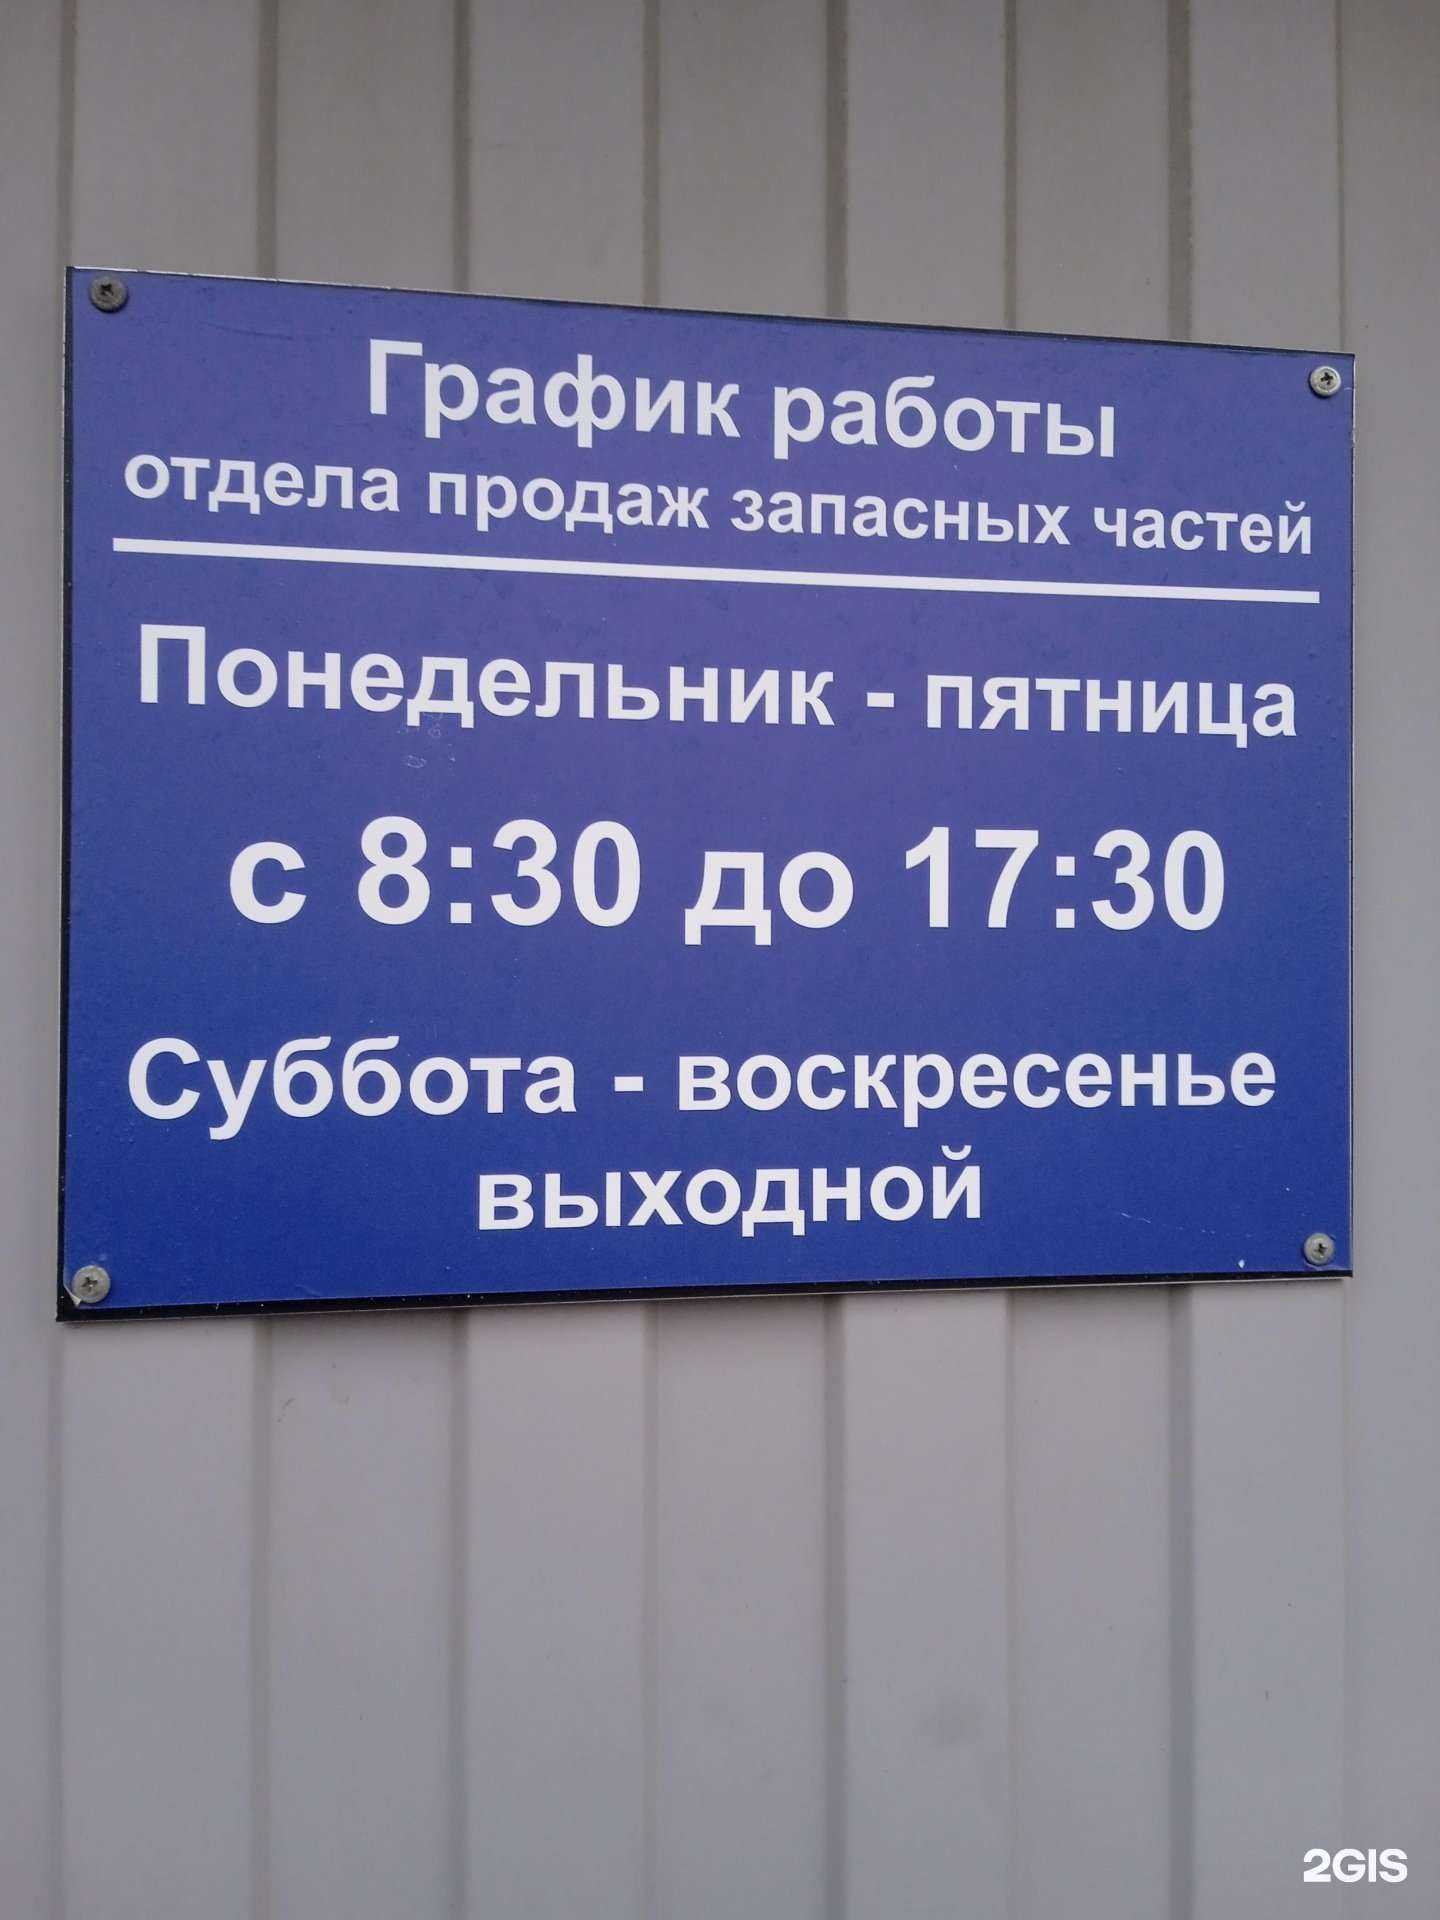 График работы
отдела продаж запасных частей
Понедельник - пятница
с 8:30 до 17:30
Суббота - воскресенье
выходной
2GIS